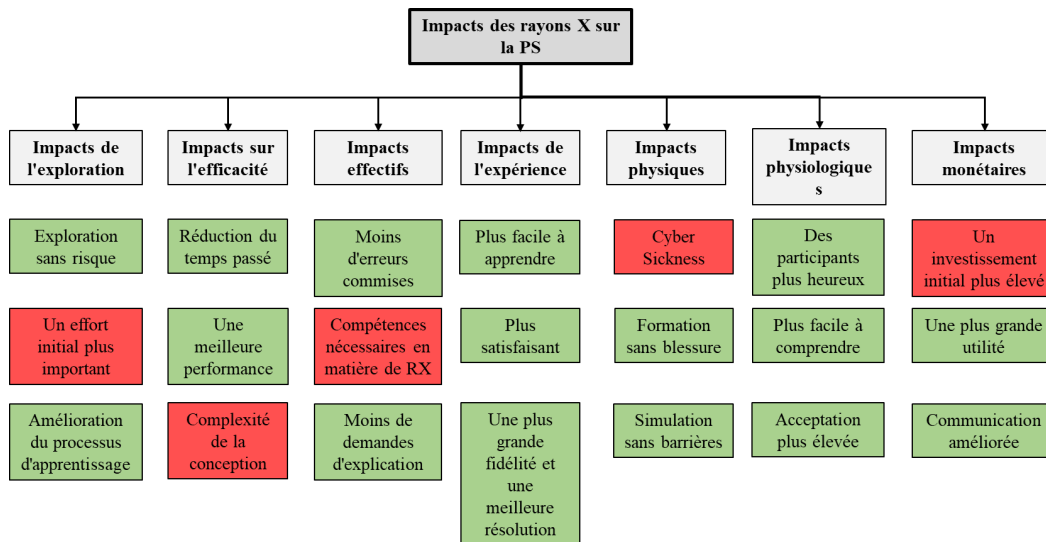 Impacts des rayons X sur
la PS
Impacts de
l'exploration
Impacts sur
l'efficacité
Impacts
effectifs
Impacts de
l'expérience
Impacts
physiques
Impacts
physiologique
s
Impacts
monétaires
Exploration
sans risque
Réduction du
temps passé
Moins
d'erreurs
commises
Plus facile à
apprendre
Cyber
Sickness
Des
participants
plus heureux
Un
investissement
initial plus élevé
Un effort
initial plus
important
Une
meilleure
performance
Compétences
nécessaires en
matière de RX
Plus
satisfaisant
Formation
sans blessure
Plus facile à
comprendre
Une plus grande
utilité
Amélioration
du processus
d'apprentissage
Complexité
de la
conception
Moins de
demandes
d'explication
Une plus
grande
fidélité et
une
meilleure
résolution
Simulation
sans barrières
Acceptation
plus élevée
Communication
améliorée